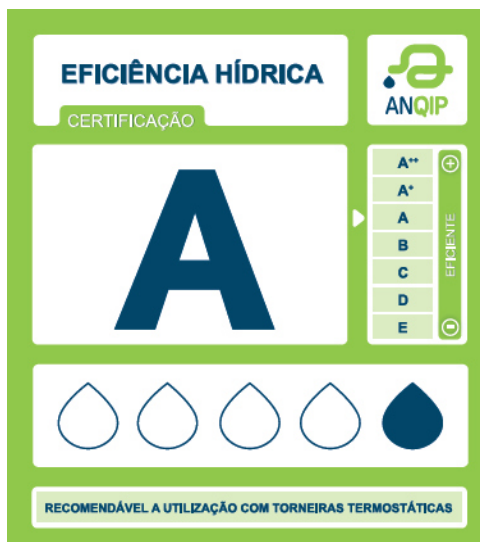 EFICIÊNCIA HÍDRICA
CERTIFICAÇÃO
ANQIP
A
A++
A+
A
B
C
D
E
EFICIENTE
RECOMENDÁVEL A UTILIZAÇÃO COM TORNEIRAS TERMOSTÁTICAS